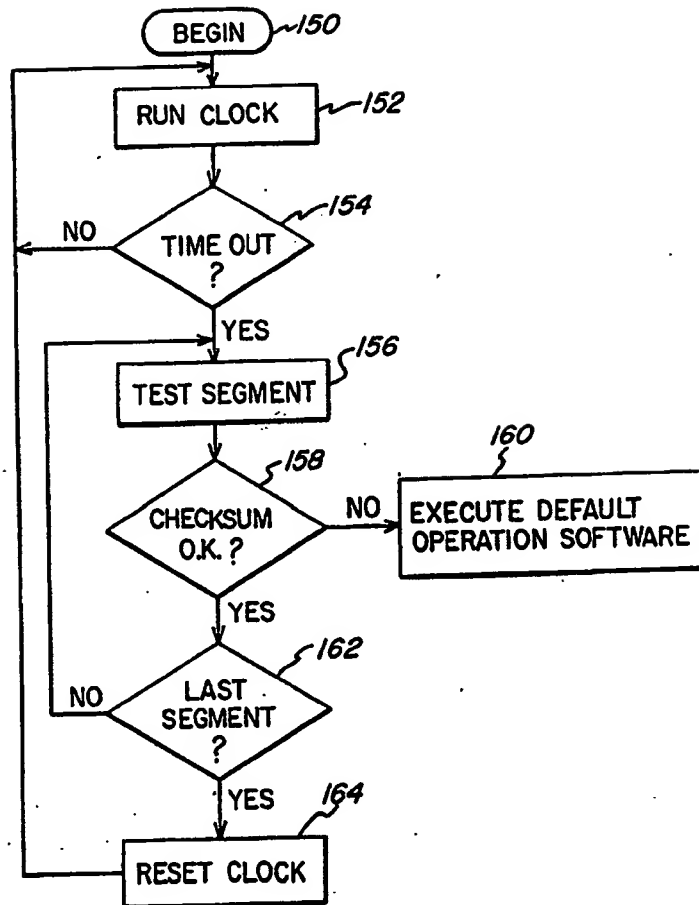 BEGIN
150
RUN CLOCK
152
154
NO
TIME OUT
?
YES
156
TEST SEGMENT
158
160
CHECKSUM
O.K. ?
NO
EXECUTE DEFAULT
OPERATION SOFTWARE
YES
162
NO
LAST
SEGMENT
?
YES
164
RESET CLOCK